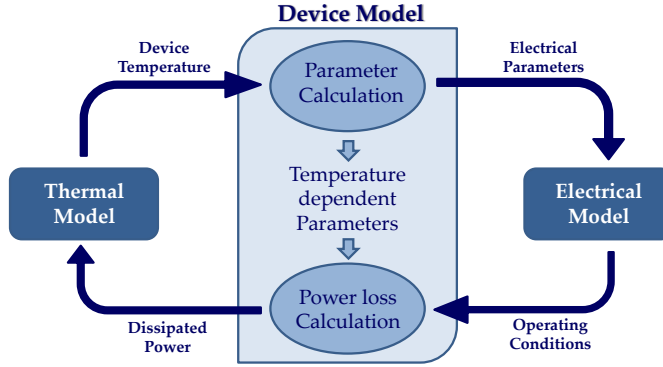 Device Model
Device
Temperature
Parameter
Calculation
Electrical
Parameters
Thermal
Model
Temperature
dependent
Parameters
Electrical
Model
Power loss
Calculation
Dissipated
Power
Operating
Conditions